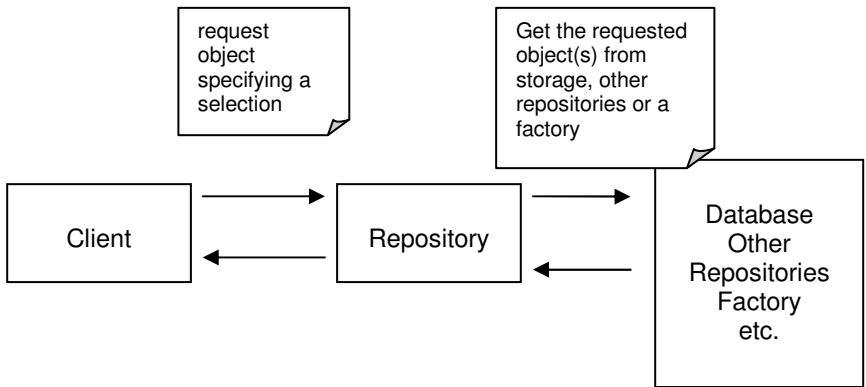 request
object
specifying a
selection
Get the requested
object(s) from
storage, other
repositories or a
factory
Client
Repository
Database
Other
Repositories
Factory
etc.